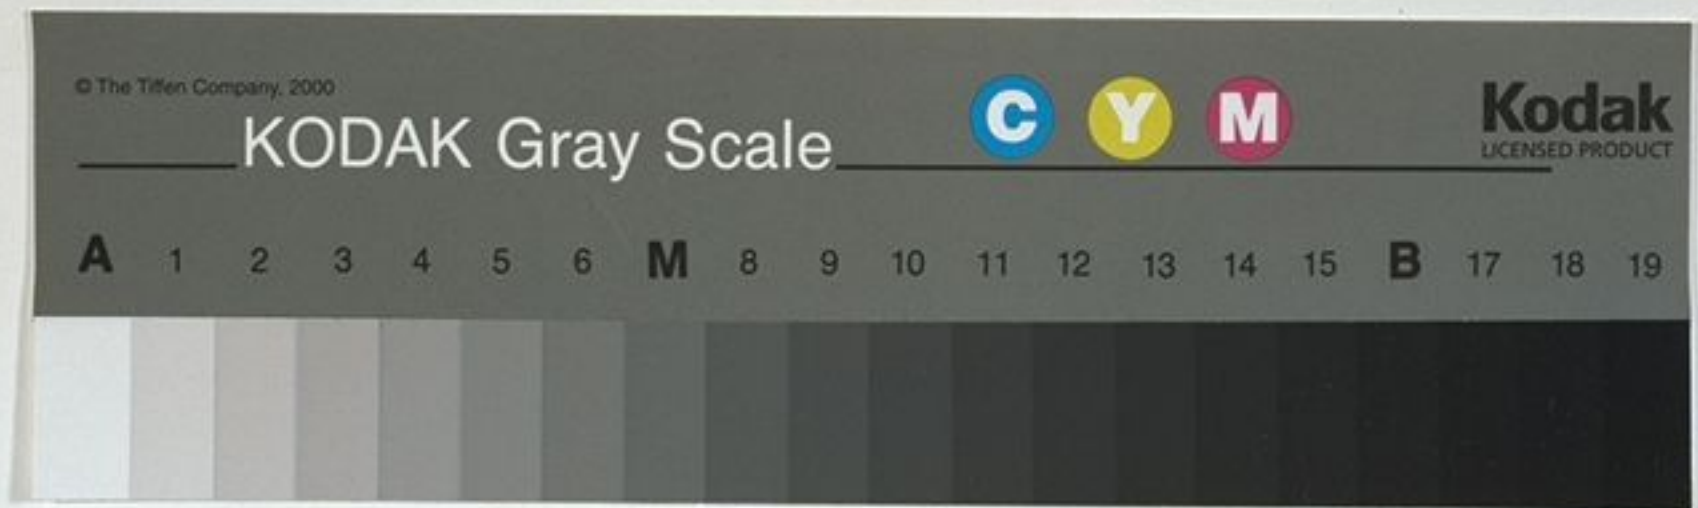 © The Tiffen Company, 2000
KODAK Gray Scale
C Y M
Kodak
LICENSED PRODUCT
A 1 2 3 4 5 6 M 8 9 10 11 12 13 14 15 B 17 18 19